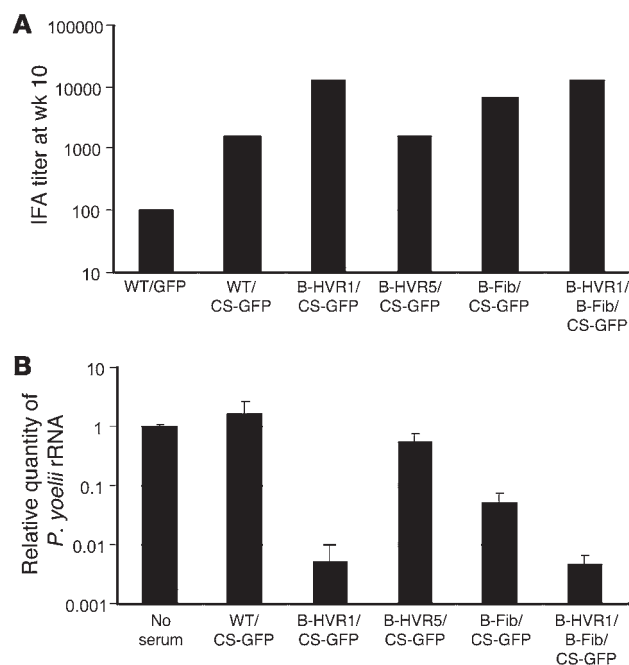 A
IFA titer at wk 10
100000
10000
1000
100
10
WT/GFP
WT/
CS-GFP
B-HVR1/
CS-GFP
B-HVR5/
CS-GFP
B-Fib/
CS-GFP
B-HVR1/
B-Fib/
CS-GFP
B
Relative quantity of
P. yoelii rRNA
10
1
0.1
0.01
0.001
No
serum
WT/
CS-GFP
B-HVR1/
CS-GFP
B-HVR5/
CS-GFP
B-Fib/
CS-GFP
B-HVR1/
B-Fib/
CS-GFP